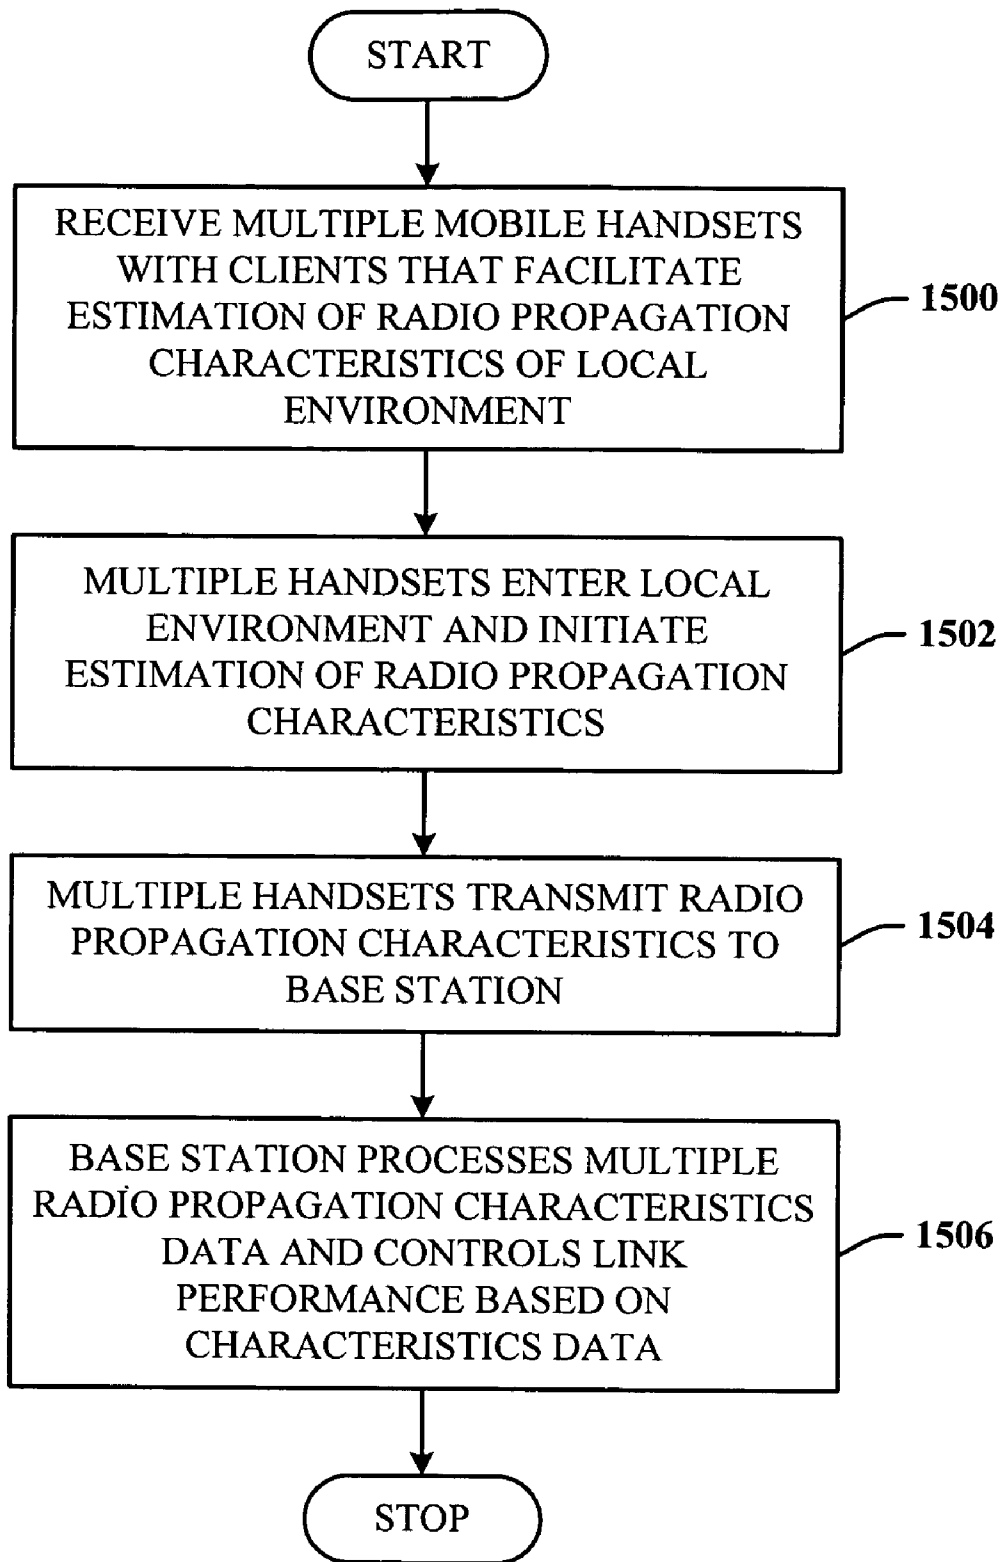 START
RECEIVE MULTIPLE MOBILE HANDSETS
WITH CLIENTS THAT FACILITATE
ESTIMATION OF RADIO PROPAGATION
CHARACTERISTICS OF LOCAL
ENVIRONMENT
1500
MULTIPLE HANDSETS ENTER LOCAL
ENVIRONMENT AND INITIATE
ESTIMATION OF RADIO PROPAGATION
CHARACTERISTICS
1502
MULTIPLE HANDSETS TRANSMIT RADIO
PROPAGATION CHARACTERISTICS TO
BASE STATION
1504
BASE STATION PROCESSES MULTIPLE
RADIO PROPAGATION CHARACTERISTICS
DATA AND CONTROLS LINK
PERFORMANCE BASED ON
CHARACTERISTICS DATA
1506
STOP